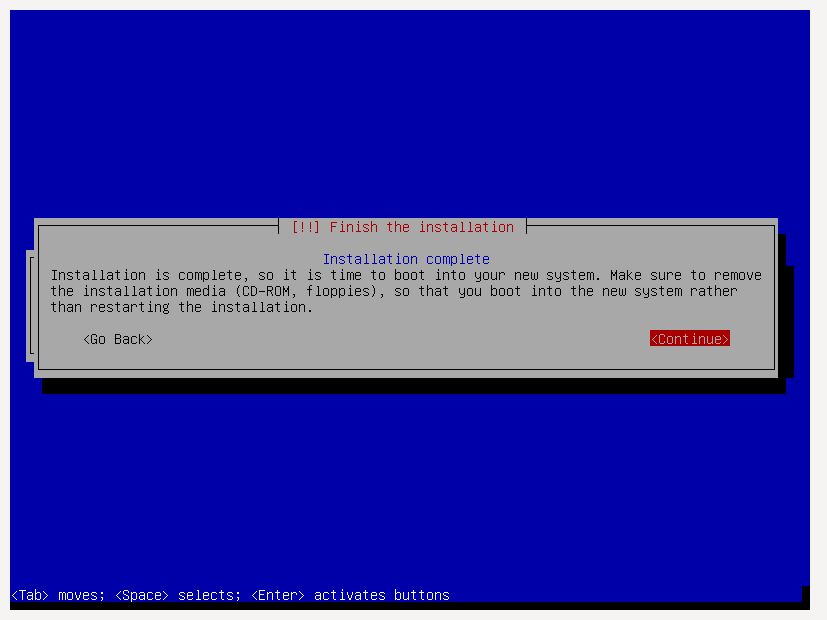 [!!] Finish the installation
Installation complete
Installation is complete, so it is time to boot into your new system. Make sure to remove
the installation media (CD-ROM, floppies), so that you boot into the new system rather
than restarting the installation.
<Go Back> <Continue>
<Tab> moves; <Space> selects; <Enter> activates buttons